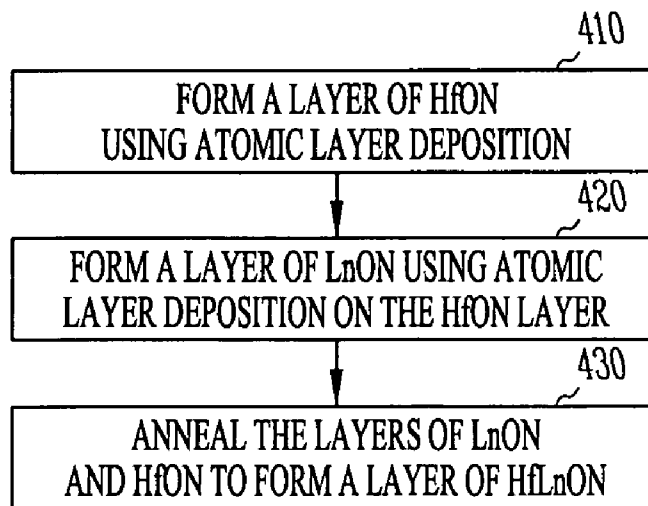 410
FORM A LAYER OF HfON
USING ATOMIC LAYER DEPOSITION
420
FORM A LAYER OF LnON USING ATOMIC
LAYER DEPOSITION ON THE HfON LAYER
430
ANNEAL THE LAYERS OF LnON
AND HfON TO FORM A LAYER OF HfLnON